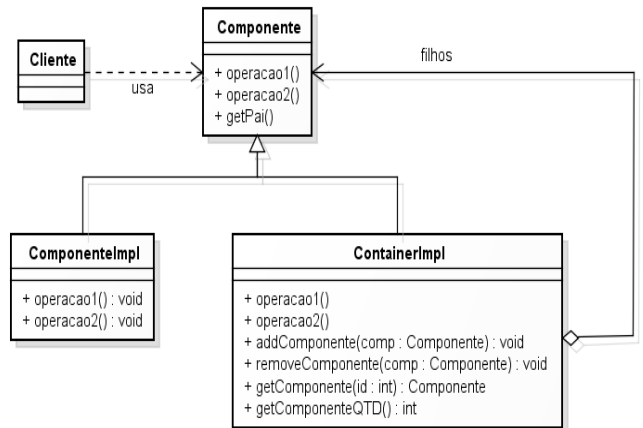 Componente
+ operacao1()
+ operacao2()
+ getPai()
Cliente
usa
filhos
ComponenteImpl
+ operacao1() : void
+ operacao2() : void
ContainerImpl
+ operacao1()
+ operacao2()
+ addComponente(comp : Componente) : void
+ removeComponente(comp : Componente) : void
+ getComponente(id : int) : Componente
+ getComponenteQTD() : int